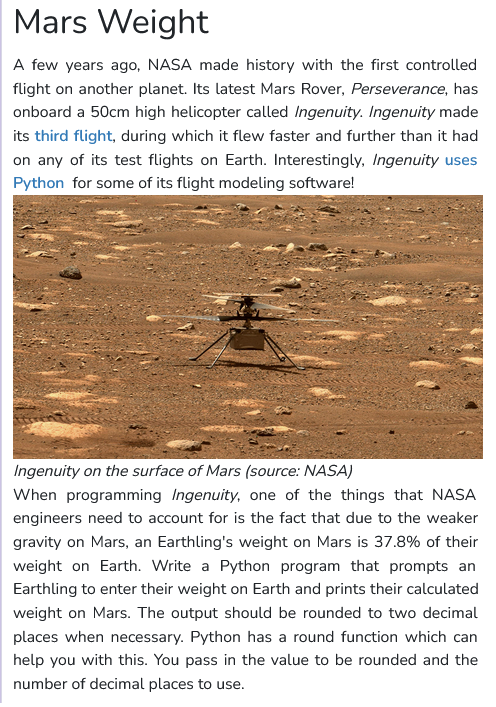 Mars Weight
A few years ago, NASA made history with the first controlled
flight on another planet. Its latest Mars Rover, Perseverance, has
onboard a 50cm high helicopter called Ingenuity. Ingenuity made
its third flight, during which it flew faster and further than it had
on any of its test flights on Earth. Interestingly, Ingenuity uses
Python for some of its flight modeling software!
Ingenuity on the surface of Mars (source: NASA)
When programming Ingenuity, one of the things that NASA
engineers need to account for is the fact that due to the weaker
gravity on Mars, an Earthling's weight on Mars is 37.8% of their
weight on Earth. Write a Python program that prompts an
Earthling to enter their weight on Earth and prints their calculated
weight on Mars. The output should be rounded to two decimal
places when necessary. Python has a round function which can
help you with this. You pass in the value to be rounded and the
number of decimal places to use.